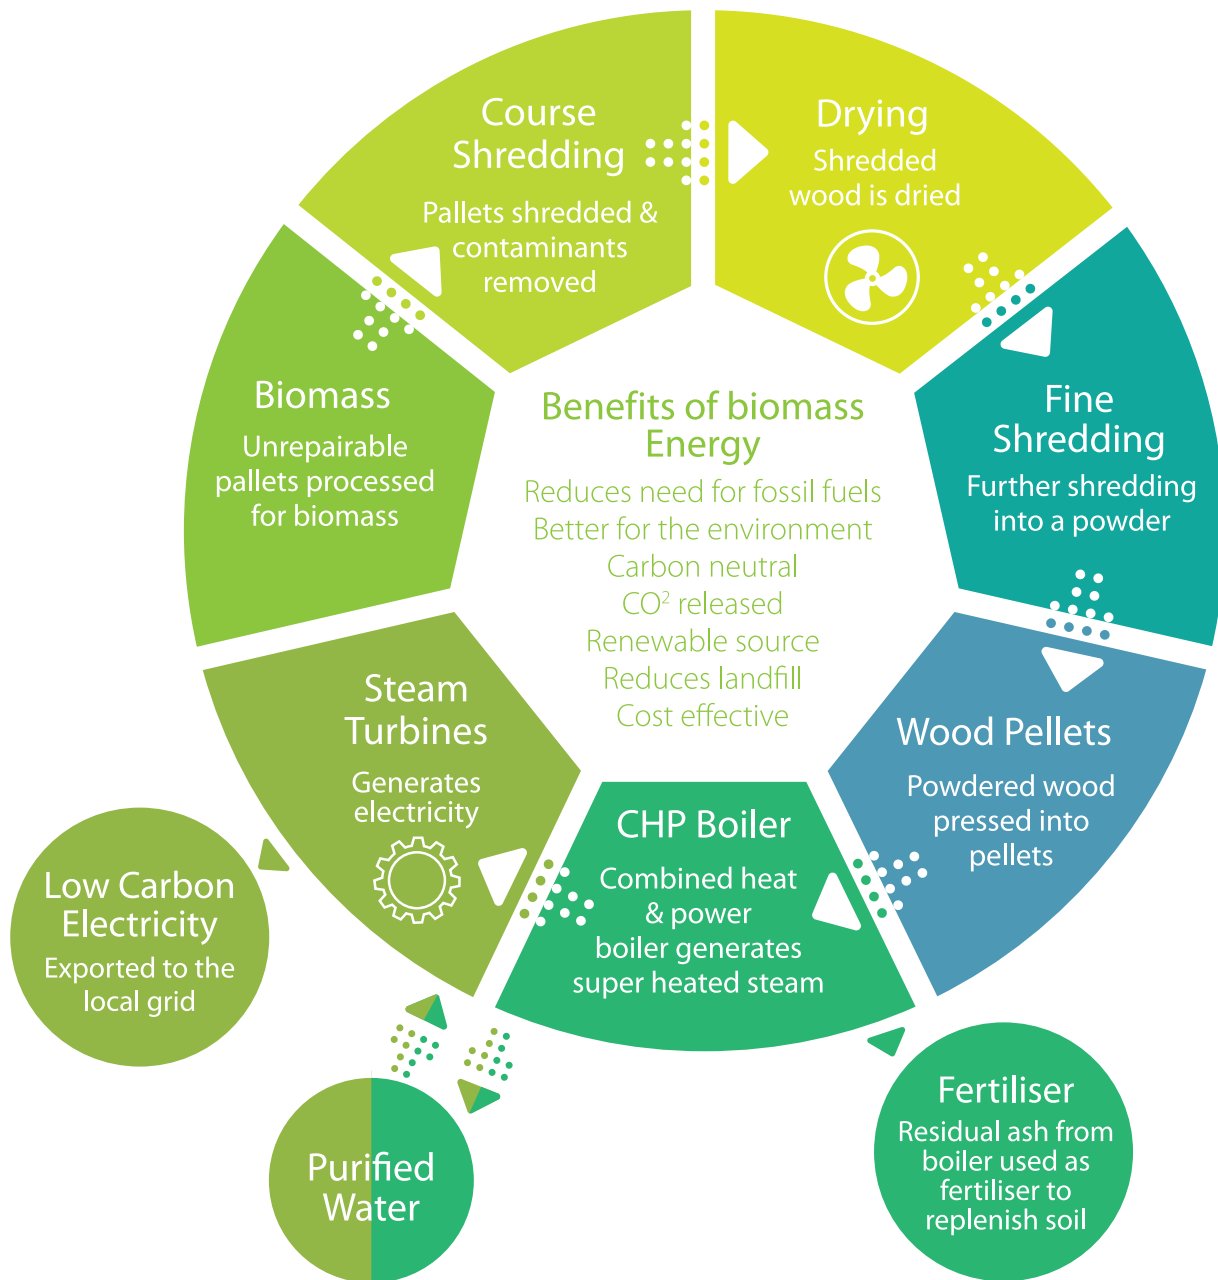 Course
Shredding
Pallets shredded &
contaminants
removed
Drying
Shredded
wood is dried
Fine
Shredding
Further shredding
into a powder
Wood Pellets
Powdered wood
pressed into
pellets
CHP Boiler
Combined heat
& power
boiler generates
super heated steam
Steam
Turbines
Generates
electricity
Biomass
Unrepairable
pallets processed
for biomass
Benefits of biomass
Energy
Reduces need for fossil fuels
Better for the environment
Carbon neutral
CO² released
Renewable source
Reduces landfill
Cost effective
Low Carbon
Electricity
Exported to the
local grid
Purified
Water
Fertiliser
Residual ash from
boiler used as
fertiliser to
replenish soil